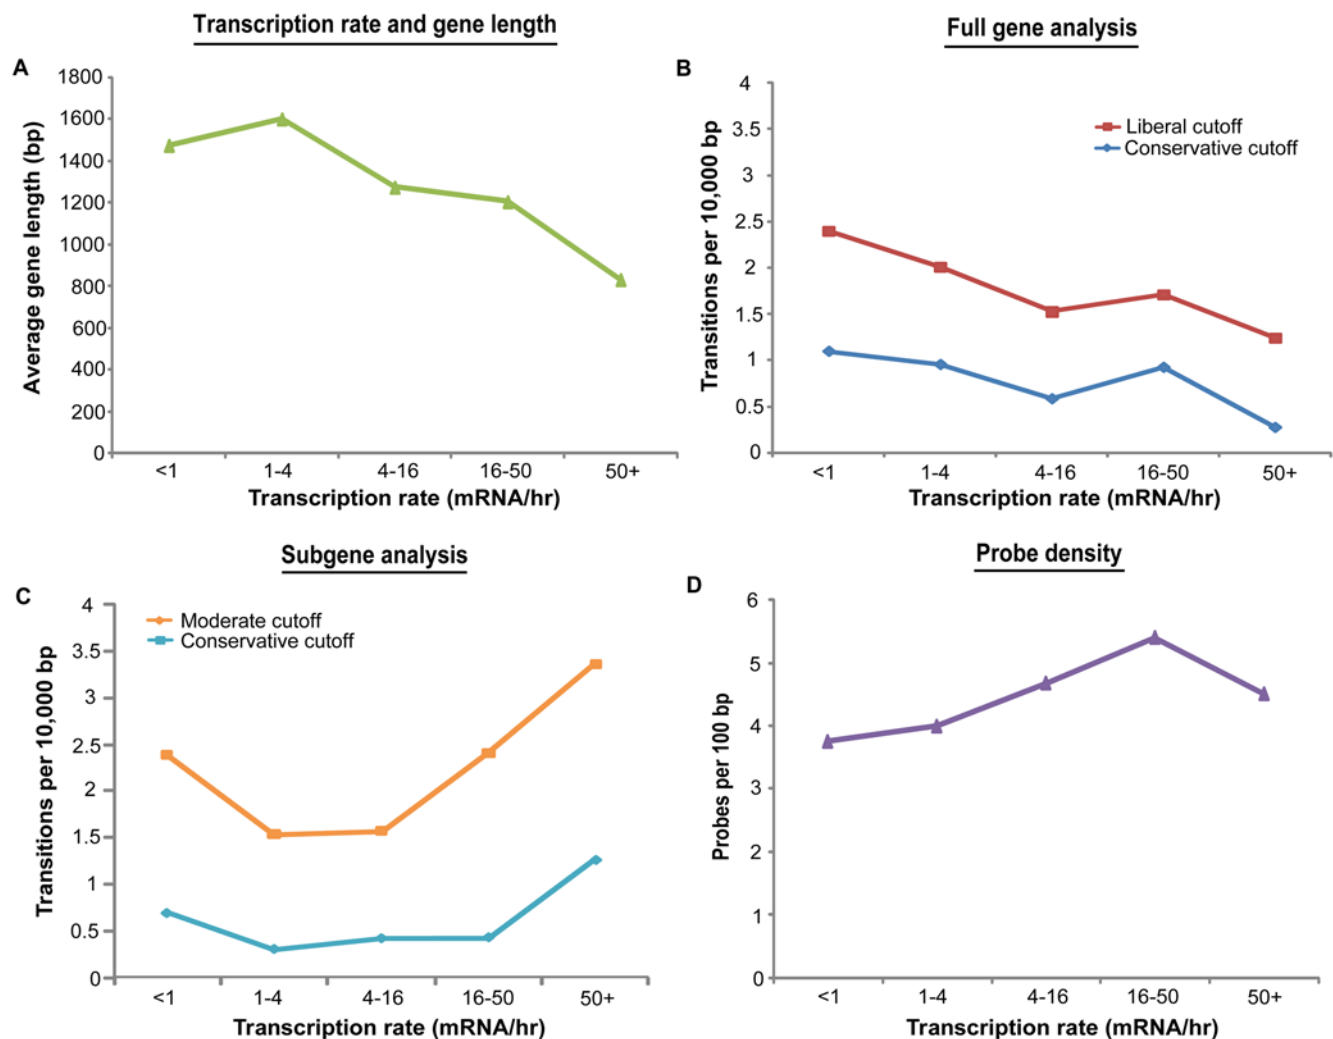 Transcription rate and gene length
A
1800
1600
1400
1200
1000
800
600
400
200
0
Average gene length (bp)
<1 1-4 4-16 16-50 50+
Transcription rate (mRNA/hr)
Full gene analysis
B
4
3.5
3
2.5
2
1.5
1
0.5
0
Transitions per 10,000 bp
Liberal cutoff
Conservative cutoff
<1 1-4 4-16 16-50 50+
Transcription rate (mRNA/hr)
Subgene analysis
C
4
3.5
3
2.5
2
1.5
1
0.5
0
Transitions per 10,000 bp
Moderate cutoff
Conservative cutoff
<1 1-4 4-16 16-50 50+
Transcription rate (mRNA/hr)
Probe density
D
6
5
4
3
2
1
0
Probes per 100 bp
<1 1-4 4-16 16-50 50+
Transcription rate (mRNA/hr)